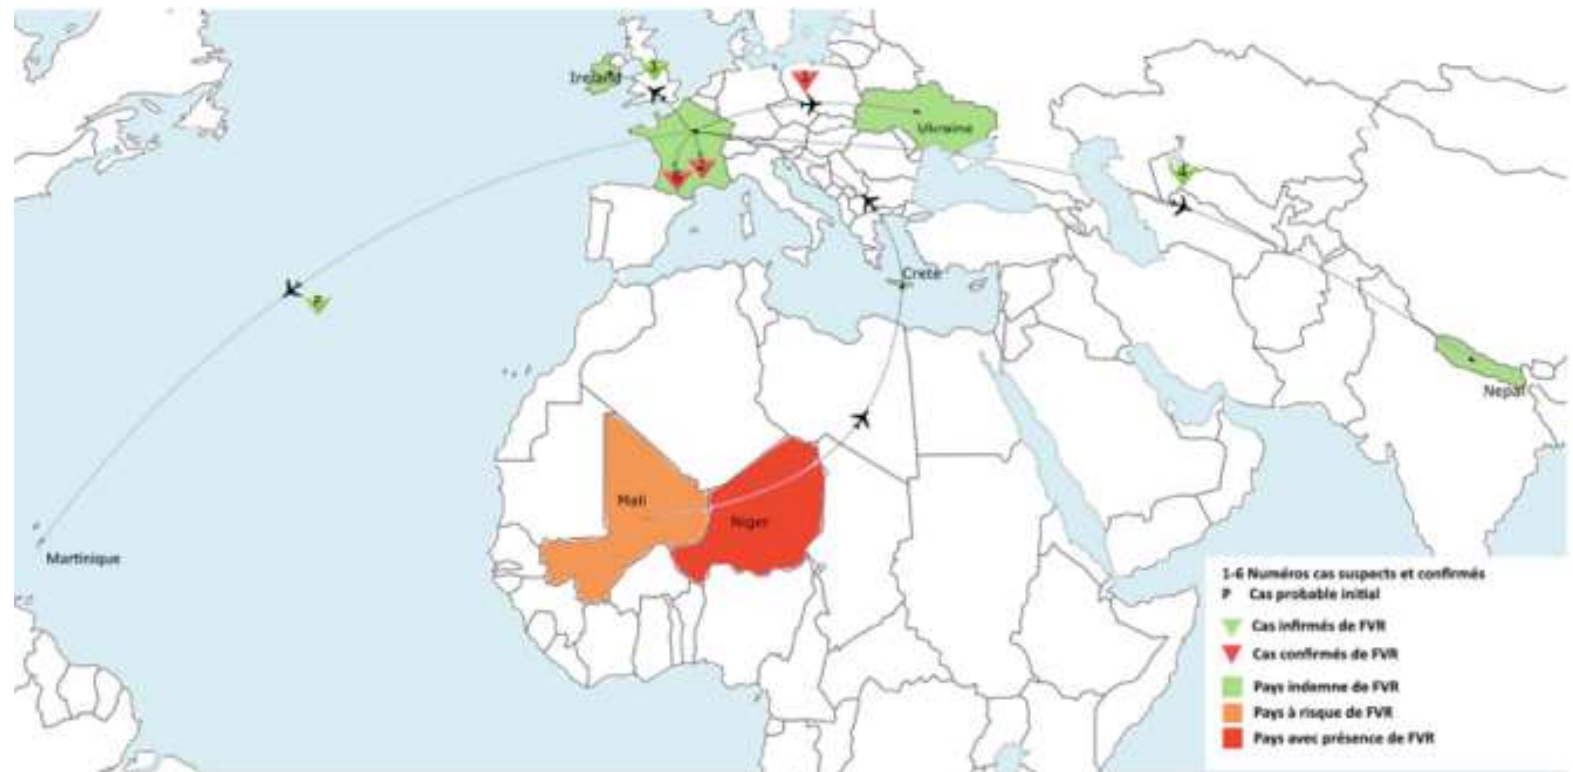 Ireland
Ukraine
Crete
Nepal
Mali
Niger
Martinique
1-6 Numéros cas suspects et confirmés
P Cas probable initial
Cas infirmés de FVR
Cas confirmés de FVR
Pays indemne de FVR
Pays à risque de FVR
Pays avec présence de FVR